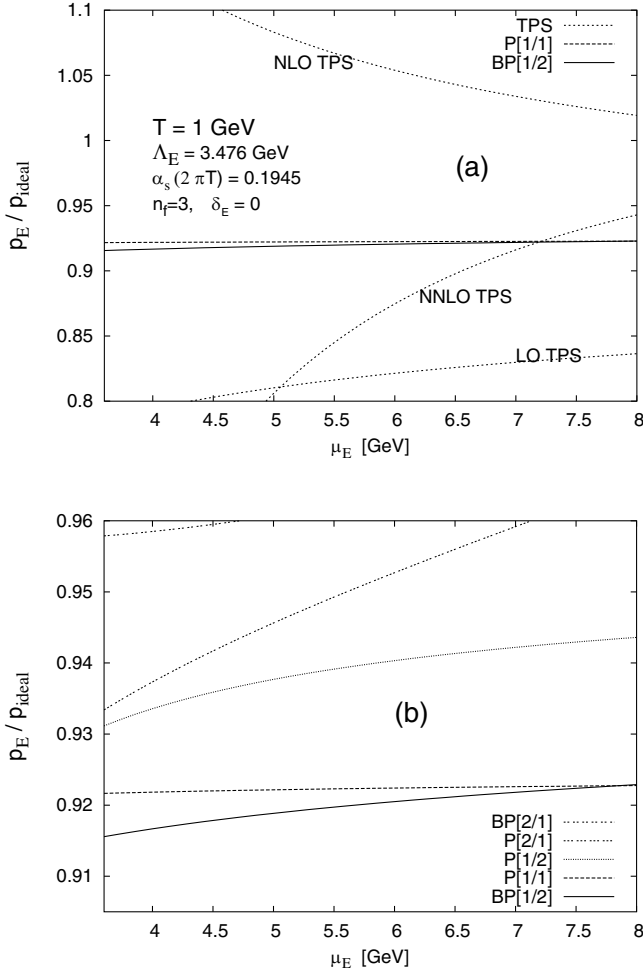 1.1
1.05
1
0.95
0.9
0.85
0.8
p_E / p_ideal
NLO TPS
TPS
P[1/1]
BP[1/2]
T = 1 GeV
Λ_E = 3.476 GeV
α_s (2 πT) = 0.1945
n_f=3, δ_E = 0
(a)
NNLO TPS
LO TPS
4 4.5 5 5.5 6 6.5 7 7.5 8
μ_E [GeV]
0.96
0.95
0.94
0.93
0.92
0.91
p_E / p_ideal
(b)
BP[2/1]
P[2/1]
P[1/2]
P[1/1]
BP[1/2]
4 4.5 5 5.5 6 6.5 7 7.5 8
μ_E [GeV]